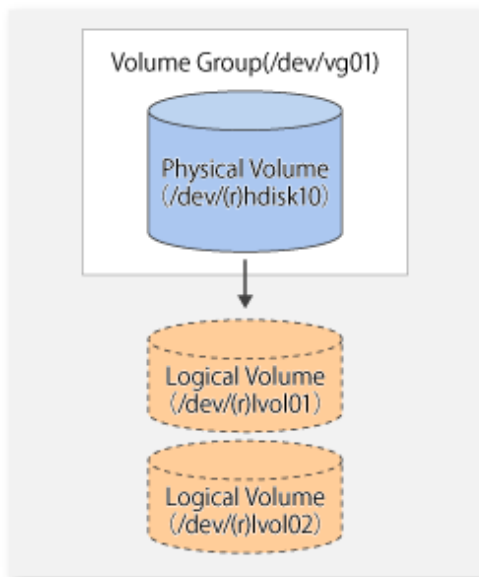 Volume Group(/dev/vg01)
Physical Volume
(/dev/(r)hdisk10)
Logical Volume
(/dev/(r)lvol01)
Logical Volume
(/dev/(r)lvol02)